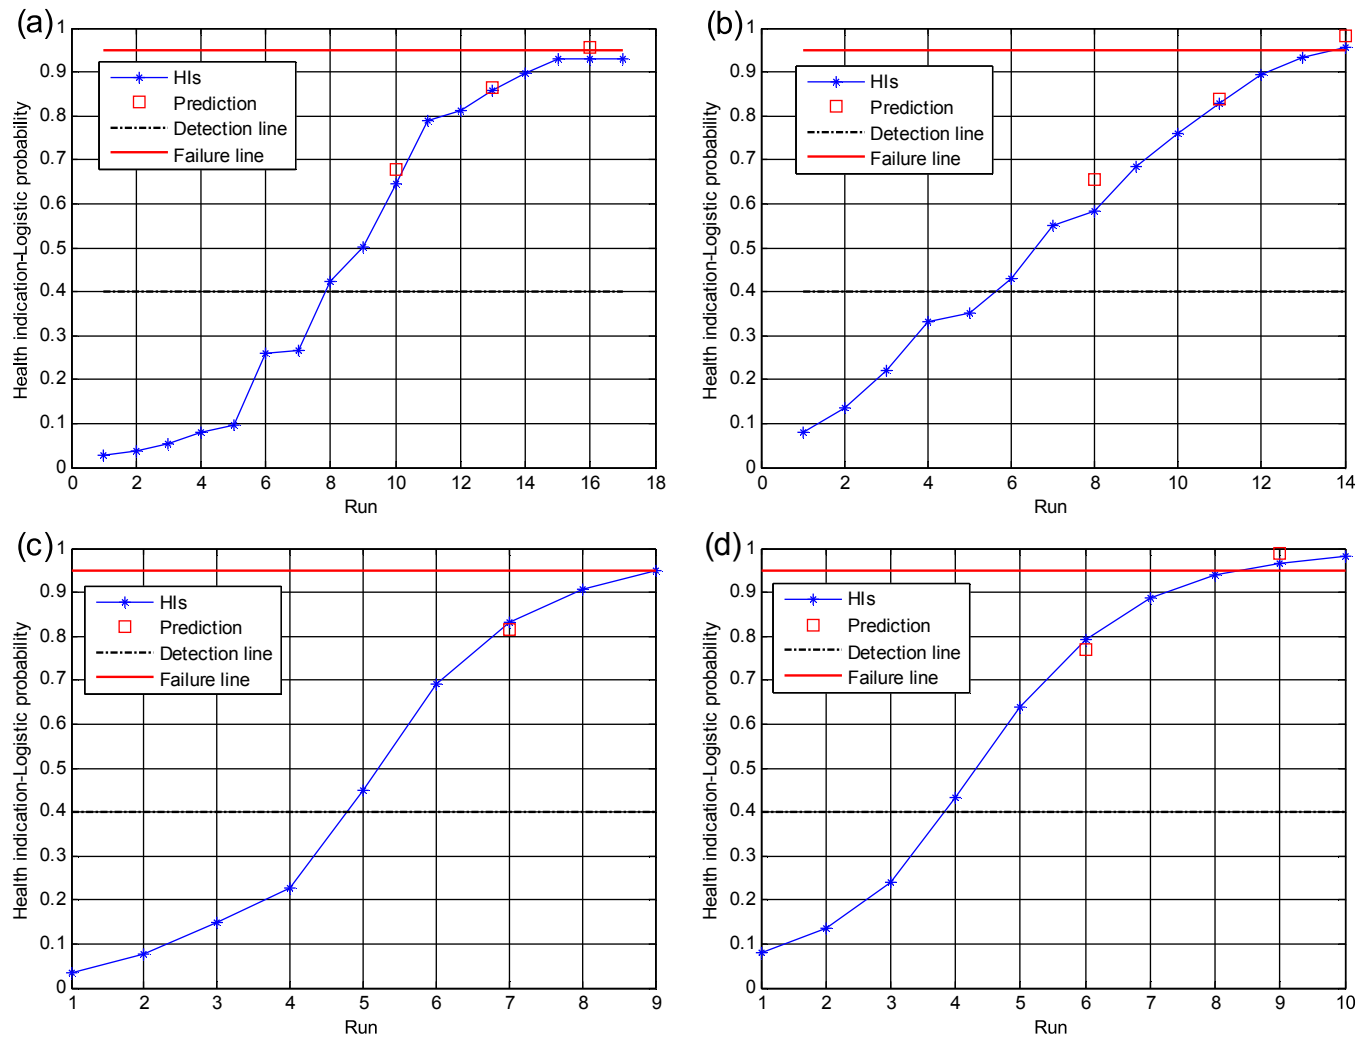 (a)
1
0.9
0.8
0.7
0.6
0.5
0.4
0.3
0.2
0.1
0
Health indication-Logistic probability
HIs
Prediction
Detection line
Failure line
0 2 4 6 8 10 12 14 16 18
Run
(b)
1
0.9
0.8
0.7
0.6
0.5
0.4
0.3
0.2
0.1
0
Health indication-Logistic probability
HIs
Prediction
Detection line
Failure line
0 2 4 6 8 10 12 14
Run
(c)
1
0.9
0.8
0.7
0.6
0.5
0.4
0.3
0.2
0.1
0
Health indication-Logistic probability
HIs
Prediction
Detection line
Failure line
1 2 3 4 5 6 7 8 9
Run
(d)
1
0.9
0.8
0.7
0.6
0.5
0.4
0.3
0.2
0.1
0
Health indication-Logistic probability
HIs
Prediction
Detection line
Failure line
1 2 3 4 5 6 7 8 9 10
Run